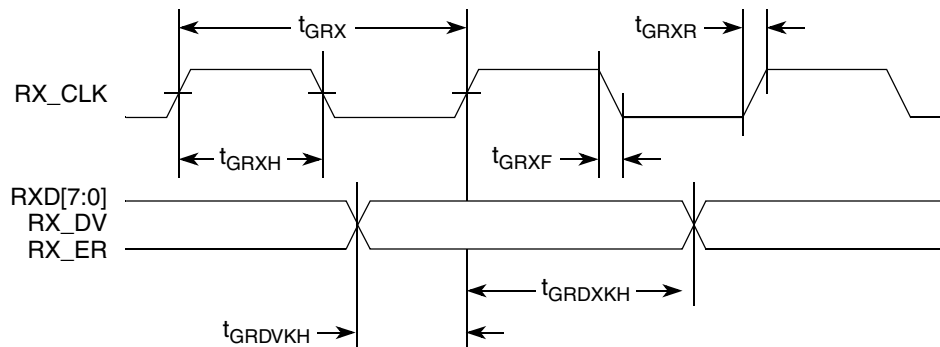 tGRX
tGRXR
RX_CLK
tGRXH
tGRXF
RXD[7:0]
RX_DV
RX_ER
tGRDXKH
tGRDVKH